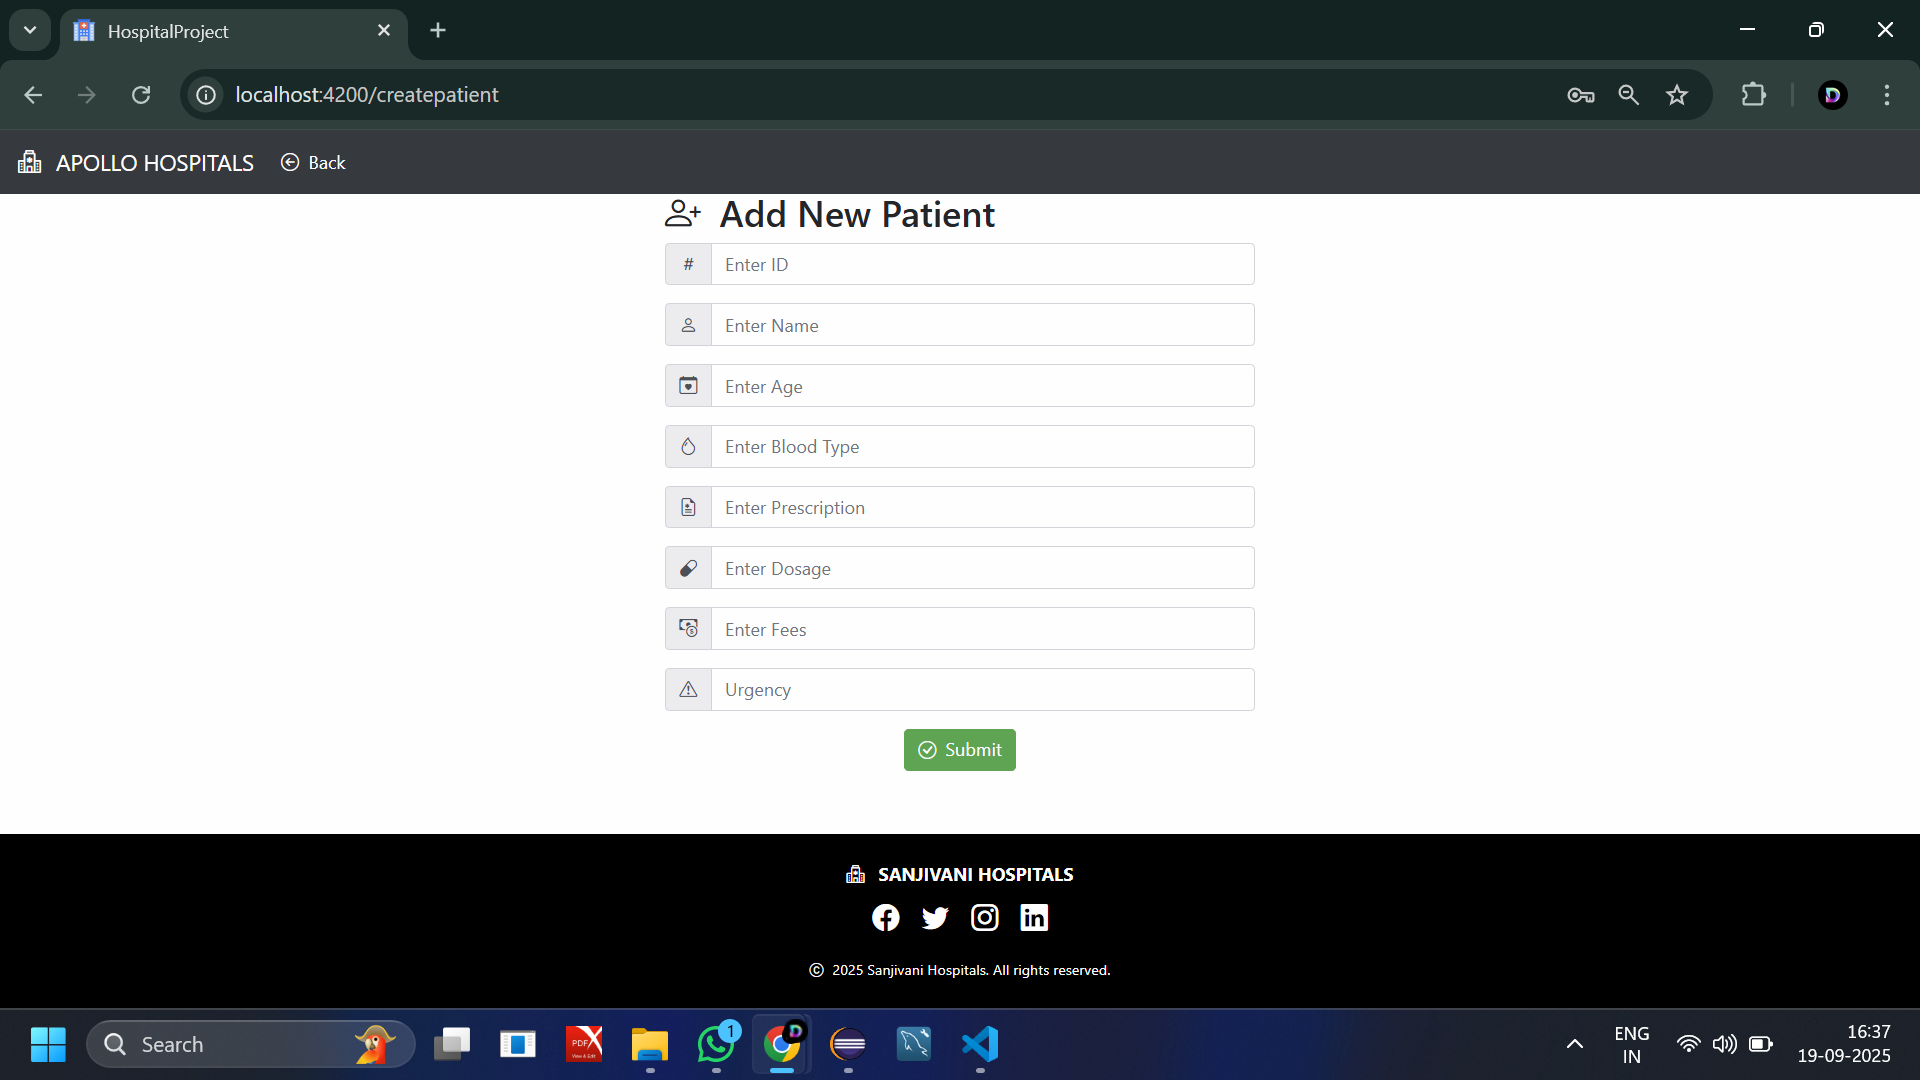 HospitalProject
localhost:4200/createpatient
APOLLO HOSPITALS Back
Add New Patient
# Enter ID
Enter Name
Enter Age
Enter Blood Type
Enter Prescription
Enter Dosage
Enter Fees
Urgency
Submit
SANJIVANI HOSPITALS
© 2025 Sanjivani Hospitals. All rights reserved.
Search
PDF X
View & Edit
1
D
ENG
IN
16:37
19-09-2025